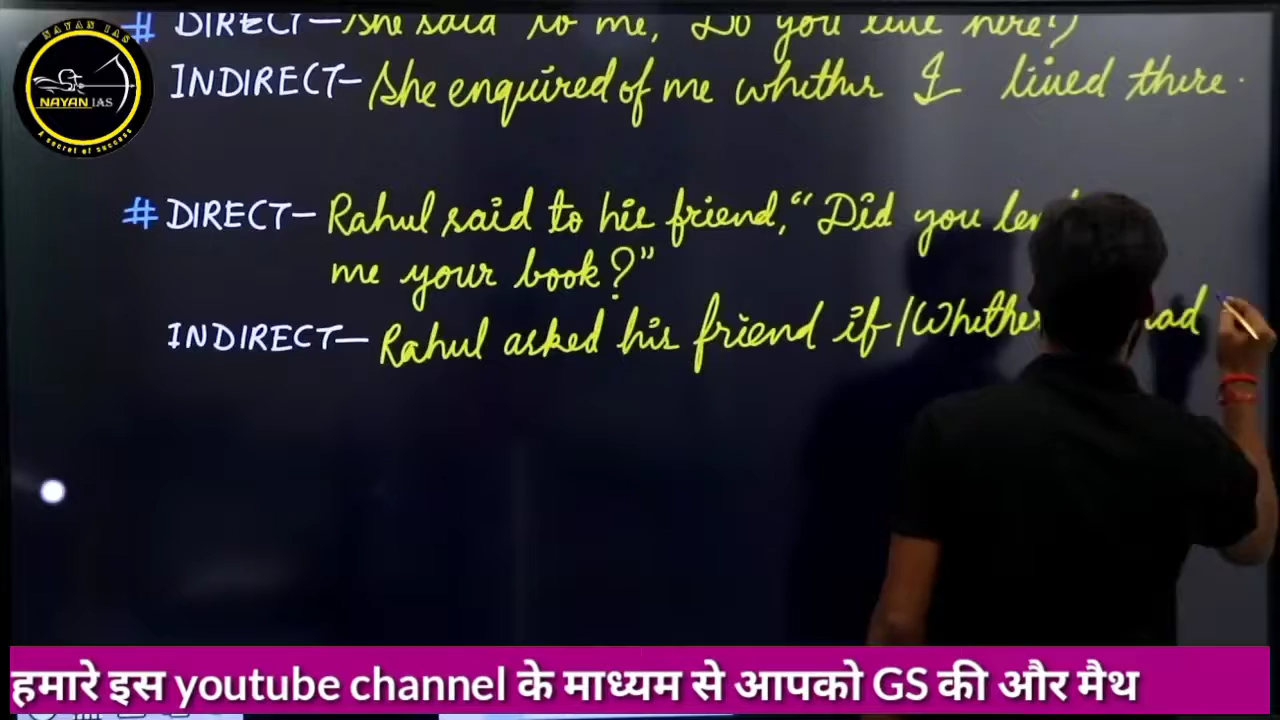 # DIRECT- She said to me, Do you live here?
INDIRECT- She enquired of me whither I lived there.
NAYAN IAS
NAYAN IAS
A secret of success
# DIRECT- Rahul said to his friend, "Did you
me your book?"
INDIRECT- Rahul asked his friend if /Whether had
हमारे इस youtube channel के माध्यम से आपको GS की और मैथ